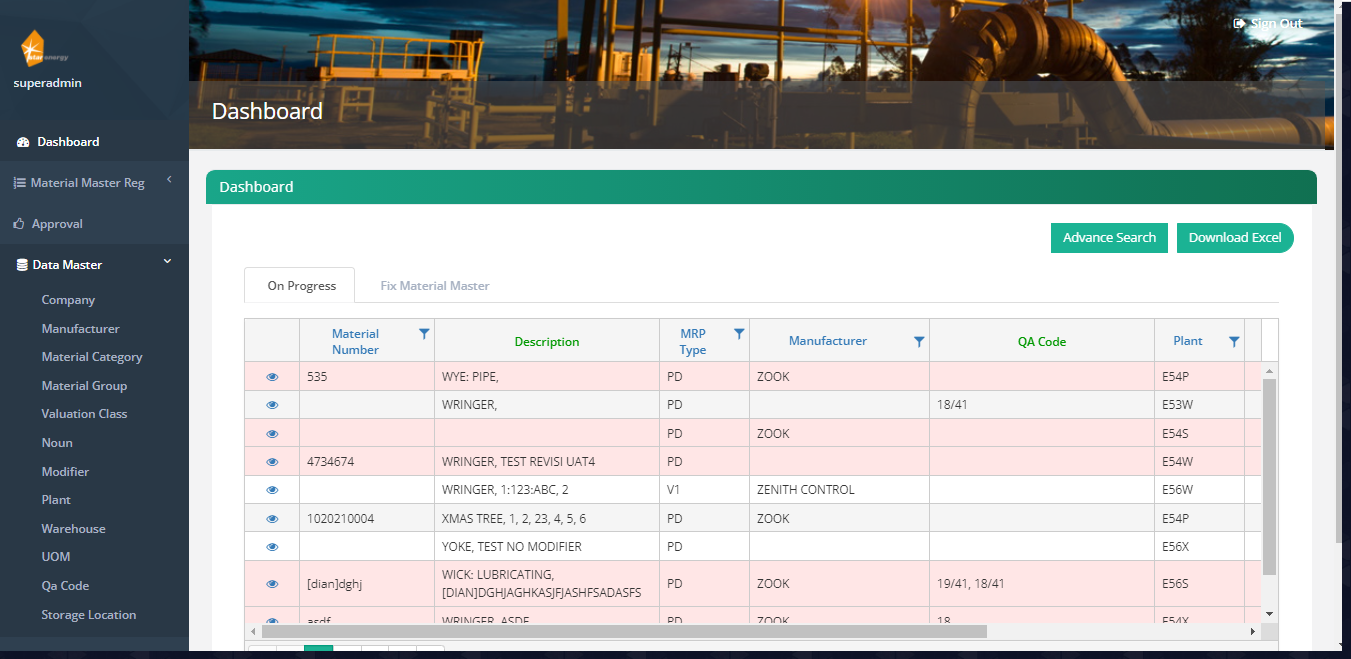 Sign Out
star energy
superadmin
Dashboard
Dashboard
Material Master Reg
Approval
Data Master
Company
Manufacturer
Material Category
Material Group
Valuation Class
Noun
Modifier
Plant
Warehouse
UOM
Qa Code
Storage Location
Dashboard
Advance Search Download Excel
On Progress Fix Material Master
Material Number Description MRP Type Manufacturer QA Code Plant
535 WYE: PIPE, PD ZOOK E54P
WRINGER, PD 18/41 E53W
PD ZOOK E54S
4734674 WRINGER, TEST REVISI UAT4 PD E54W
WRINGER, 1:123:ABC, 2 V1 ZENITH CONTROL E56W
1020210004 XMAS TREE, 1, 2, 23, 4, 5, 6 PD ZOOK E54P
YOKE, TEST NO MODIFIER PD E56X
WICK: LUBRICATING,
[dian]dghj [DIAN]DGHJAGHKASJFJASHFSADASFS PD ZOOK 19/41, 18/41 E56S
asdf WRINGER, ASDF PD ZOOK 18 E54X